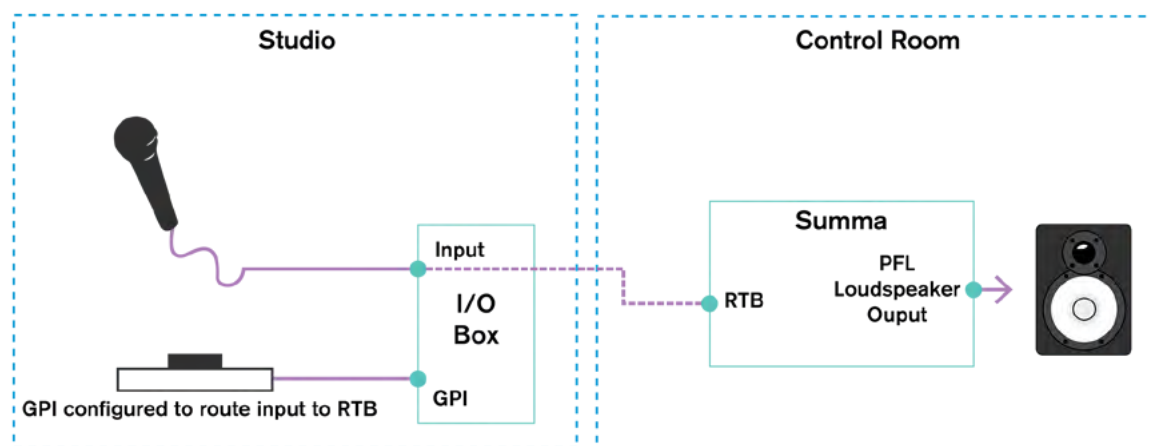 Studio
Control Room
Input
I/O
Box
GPI
GPI configured to route input to RTB
Summa
RTB
PFL
Loudspeaker
Ouput